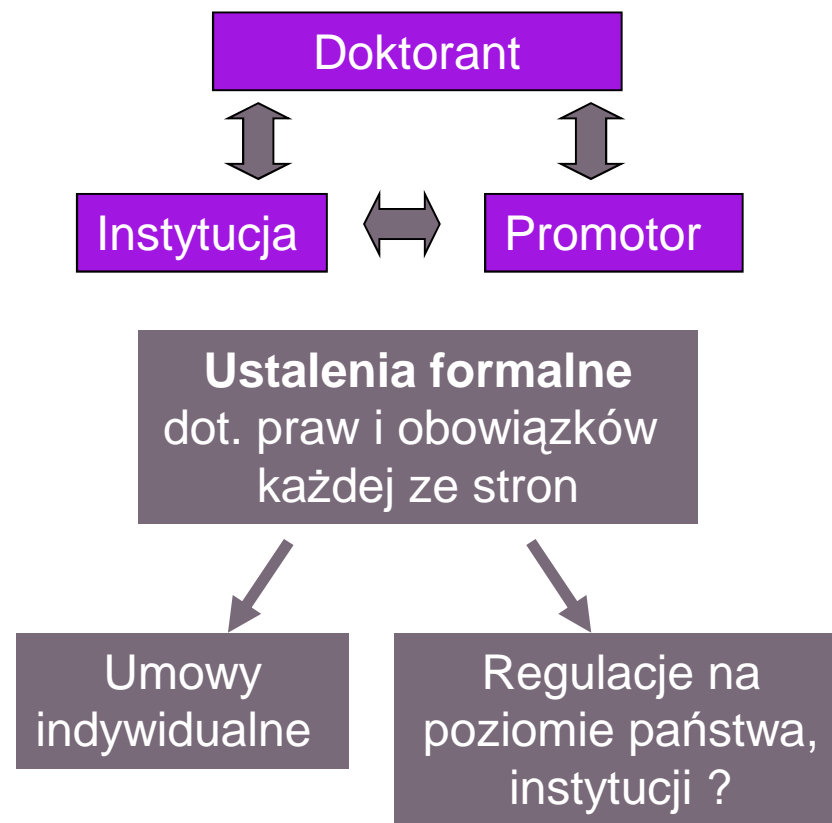 Doktorant
Instytucja
Promotor
Ustalenia formalne
dot. praw i obowiązków
każdej ze stron
Umowy
indywidualne
Regulacje na
poziomie państwa,
instytucji ?